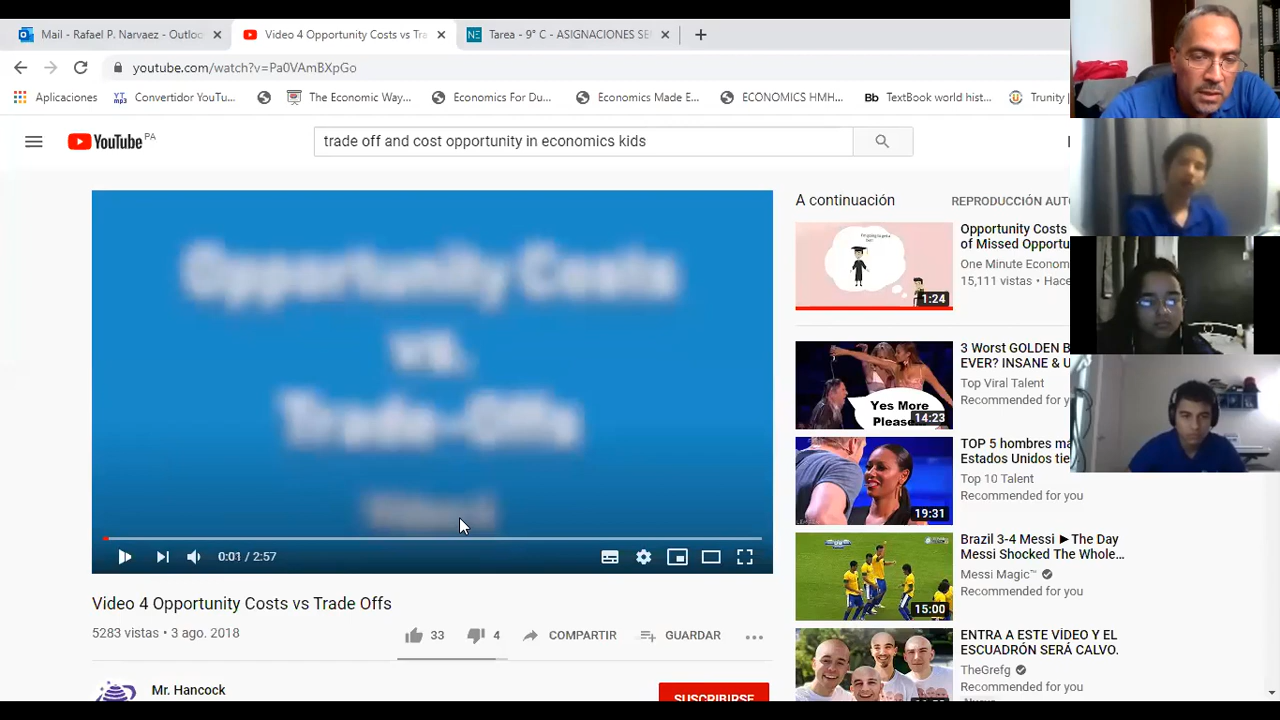 Mail - Rafael P. Narvaez - Outloo
Video 4 Opportunity Costs vs Tra
Tarea - 9° C - ASIGNACIONES SE
youtube.com/watch?v=Pa0VAmBXpGo
Aplicaciones
Convertidor YouTu...
The Economic Way...
Economics For Du...
Economics Made E...
ECONOMICS HMH...
Bb TextBook world hist...
Trunity
YouTube PA
trade off and cost opportunity in economics kids
A continuación
REPRODUCCIÓN AUTO
1:24
Opportunity Costs
of Missed Opportu
One Minute Econom
15,111 vistas • Hace
Yes More
Please
14:23
3 Worst GOLDEN B
EVER? INSANE & U
Top Viral Talent
Recommended for y
19:31
TOP 5 hombres ma
Estados Unidos tie
Top 10 Talent
Recommended for you
15:00
Brazil 3-4 Messi ►The Day
Messi Shocked The Whole...
Messi Magic™
Recommended for you
ENTRA A ESTE VÍDEO Y EL
ESCUADRÓN SERÁ CALVO.
TheGrefg
Recommended for you
0:01 / 2:57
Video 4 Opportunity Costs vs Trade Offs
5283 vistas • 3 ago. 2018
33
4
COMPARTIR
GUARDAR
Mr. Hancock
SUSCRIBIRSE